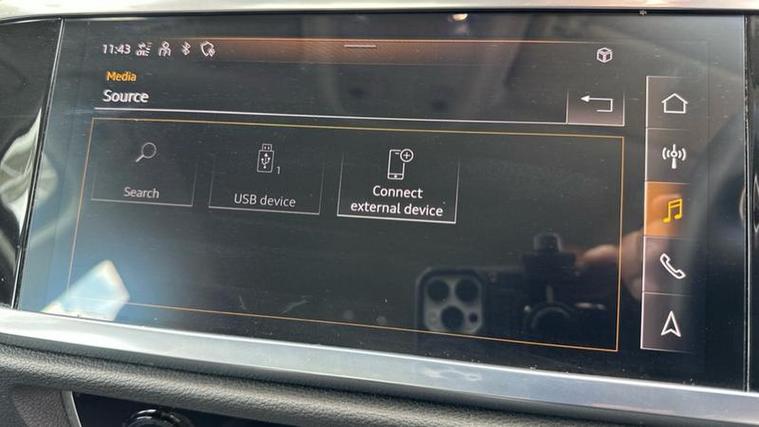 11:43
Media
Source
Search
1
USB device
Connect
external device